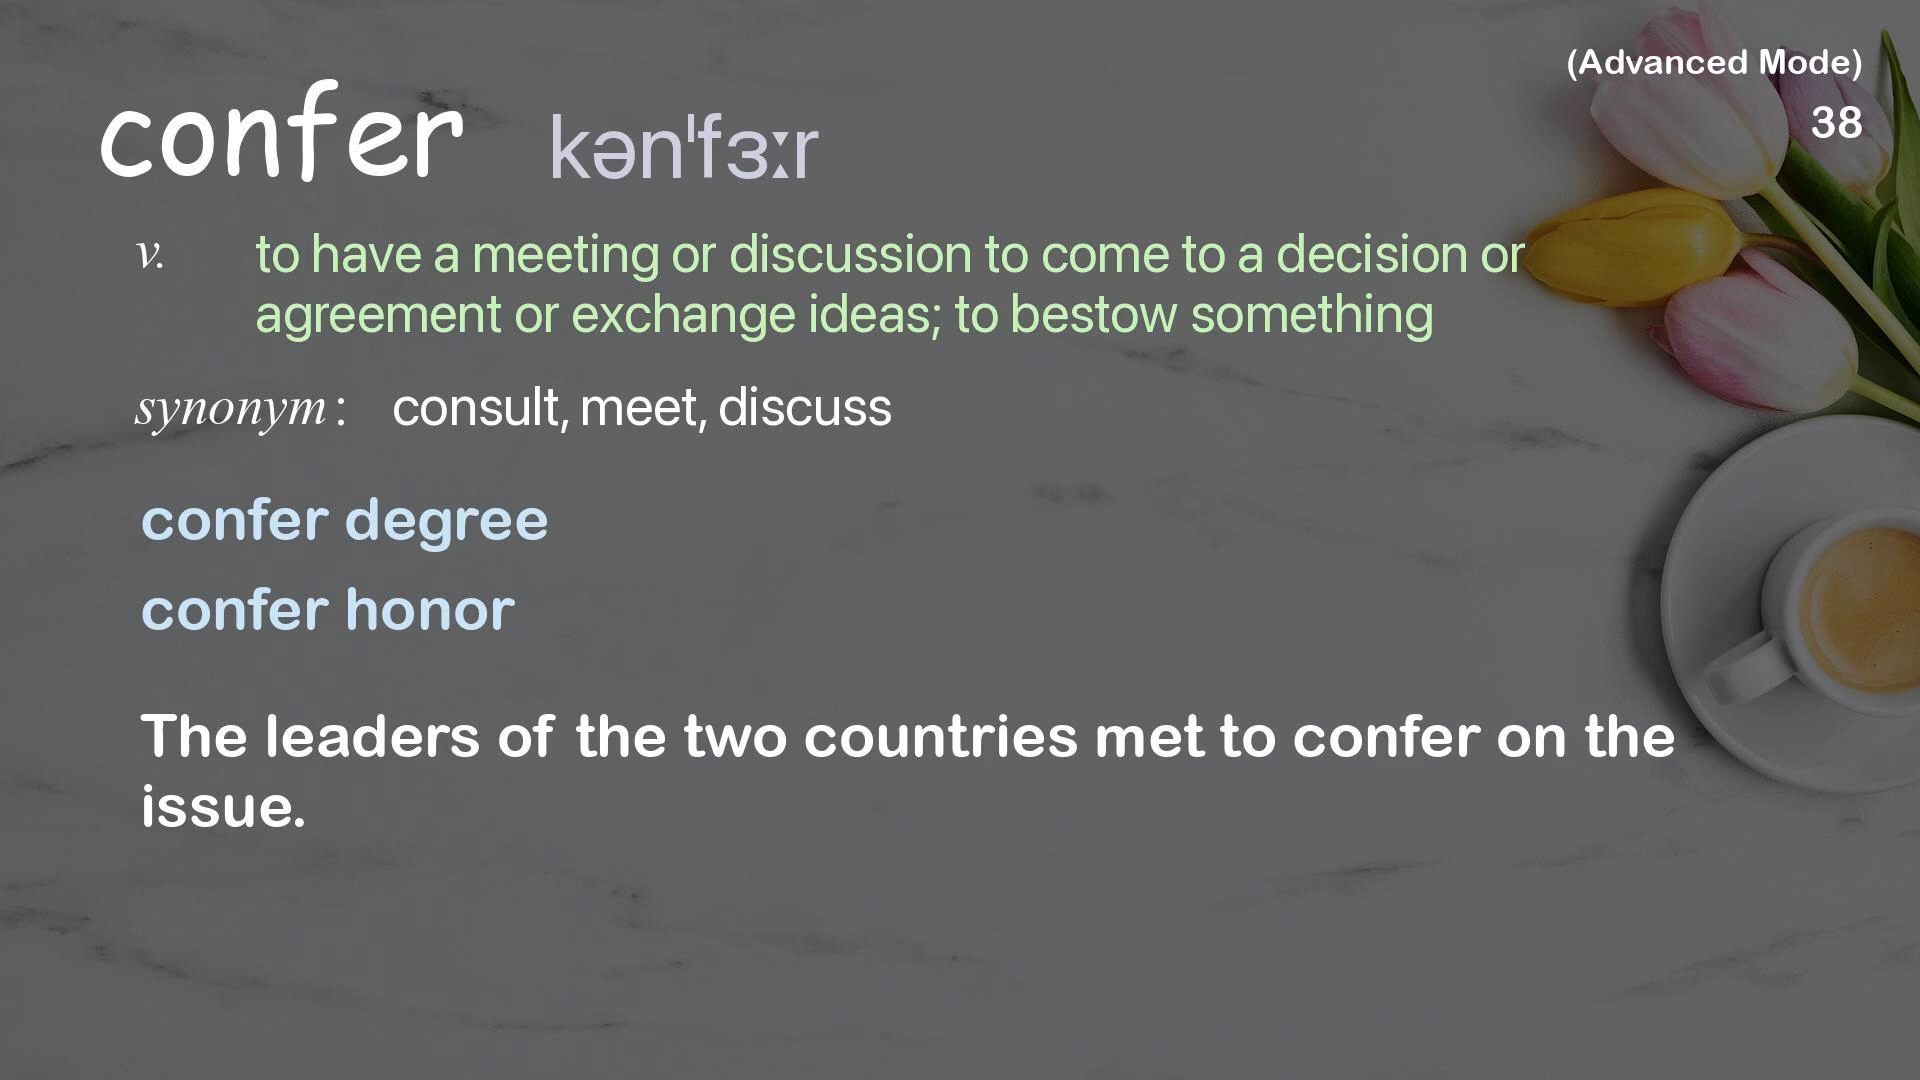 (Advanced Mode)
38
confer kən'fɜːr
v. to have a meeting or discussion to come to a decision or
agreement or exchange ideas; to bestow something
synonym : consult, meet, discuss
confer degree
confer honor
The leaders of the two countries met to confer on the
issue.